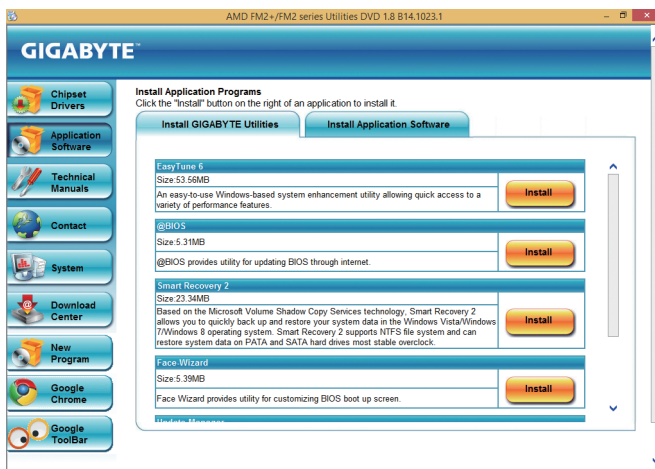 AMD FM2+/FM2 series Utilities DVD 1.8 B14.1023.1
GIGABYTE™
Chipset
Drivers
Application
Software
Technical
Manuals
Contact
System
Download
Center
New
Program
Google
Chrome
Google
ToolBar
Install Application Programs
Click the "Install" button on the right of an application to install it.
Install GIGABYTE Utilities
Install Application Software
EasyTune 6
Size:53.56MB
An easy-to-use Windows-based system enhancement utility allowing quick access to a
variety of performance features.
Install
@BIOS
Size:5.31MB
@BIOS provides utility for updating BIOS through internet.
Install
Smart Recovery 2
Size:23.34MB
Based on the Microsoft Volume Shadow Copy Services technology, Smart Recovery 2
allows you to quickly back up and restore your system data in the Windows Vista/Windows
7/Windows 8 operating system. Smart Recovery 2 supports NTFS file system and can
restore system data on PATA and SATA hard drives most stable overclock.
Install
Face-Wizard
Size:5.39MB
Face Wizard provides utility for customizing BIOS boot up screen.
Install
Update Manager